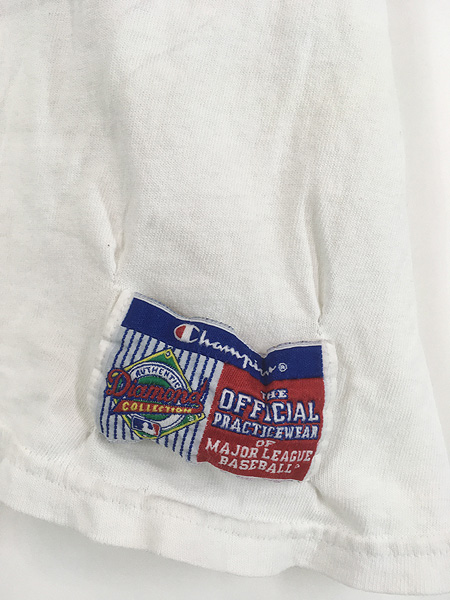 Champion®
AUTHENTIC
Diamond
COLLECTION
THE
OFFICIAL
PRACTICEWEAR
OF
MAJOR LEAGUE
BASEBALL